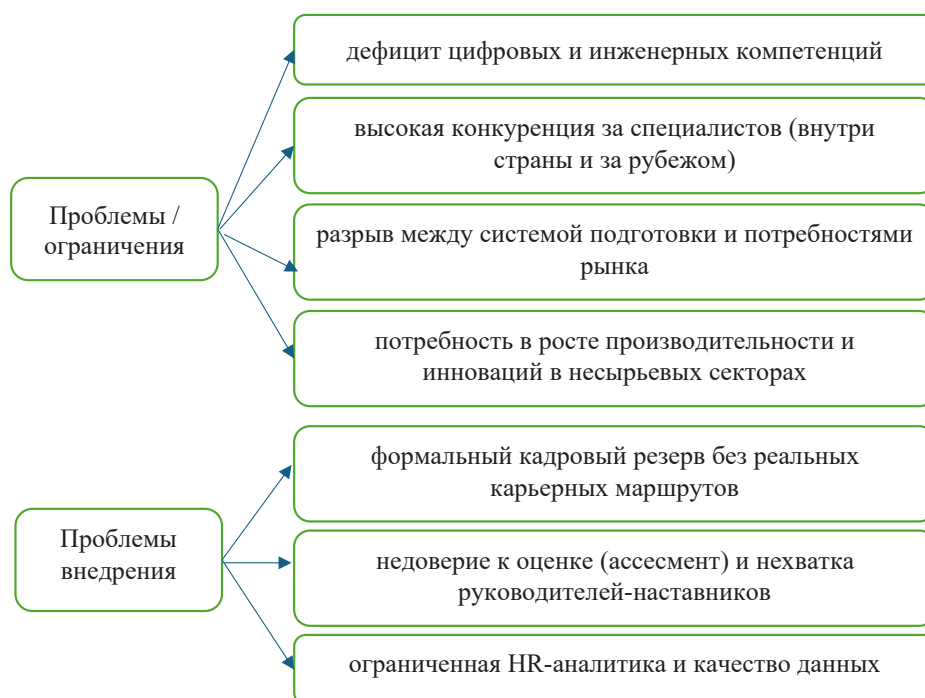 дефицит цифровых и инженерных компетенций
высокая конкуренция за специалистов (внутри
страны и за рубежом)
Проблемы /
ограничения
разрыв между системой подготовки и потребностями
рынка
потребность в росте производительности и
инноваций в несырьевых секторах
формальный кадровый резерв без реальных
карьерных маршрутов
Проблемы
внедрения
недоверие к оценке (ассесмент) и нехватка
руководителей-наставников
ограниченная HR-аналитика и качество данных